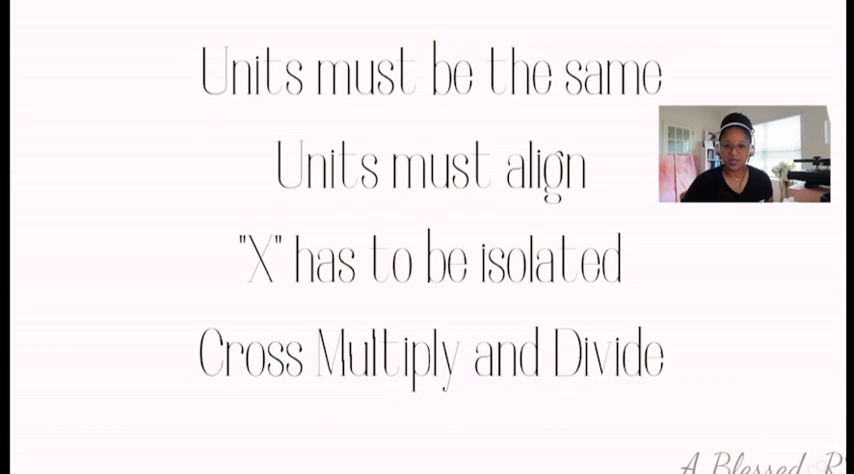 Units must be the same
Units must align
"X" has to be isolated
Cross Multiply and Divide
A Blessed R